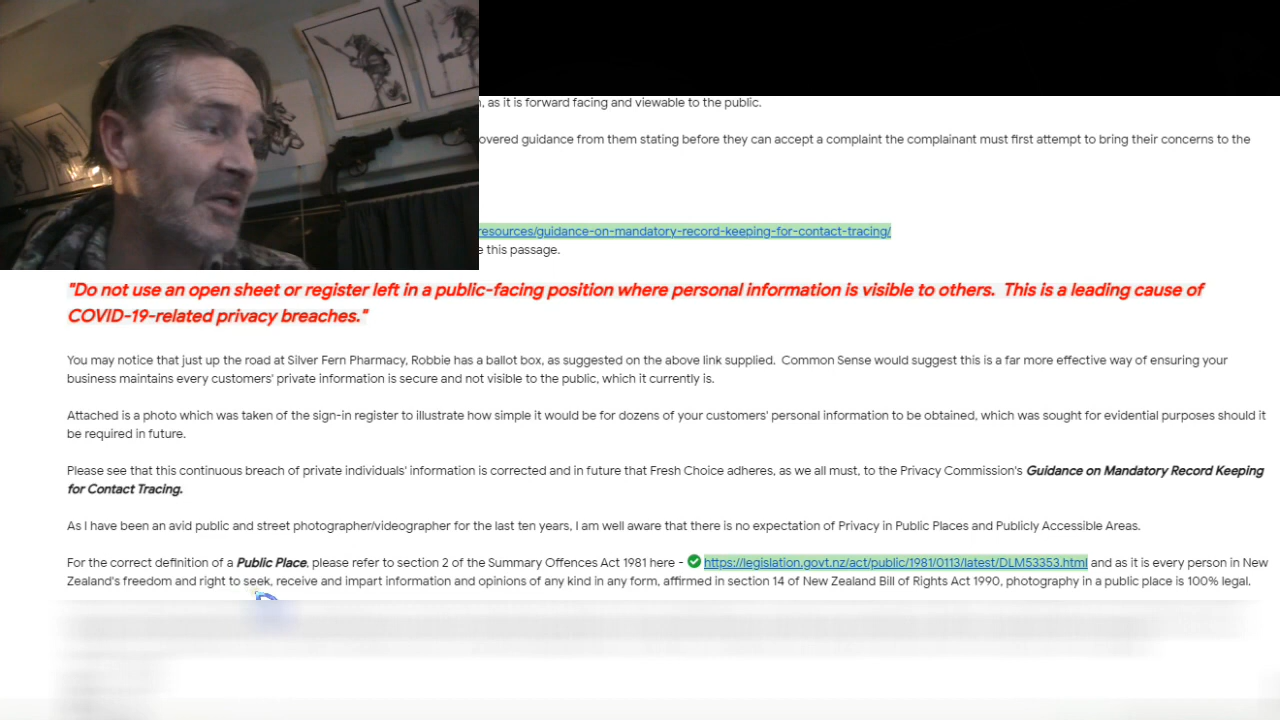 , as it is forward facing and viewable to the public.
overed guidance from them stating before they can accept a complaint the complainant must first attempt to bring their concerns to the
resources/guidance-on-mandatory-record-keeping-for-contact-tracing/
e this passage.
"Do not use an open sheet or register left in a public-facing position where personal information is visible to others. This is a leading cause of
COVID-19-related privacy breaches."
You may notice that just up the road at Silver Fern Pharmacy, Robbie has a ballot box, as suggested on the above link supplied. Common Sense would suggest this is a far more effective way of ensuring your
business maintains every customers' private information is secure and not visible to the public, which it currently is.
Attached is a photo which was taken of the sign-in register to illustrate how simple it would be for dozens of your customers' personal information to be obtained, which was sought for evidential purposes should it
be required in future.
Please see that this continuous breach of private individuals' information is corrected and in future that Fresh Choice adheres, as we all must, to the Privacy Commission's Guidance on Mandatory Record Keeping
for Contact Tracing.
As I have been an avid public and street photographer/videographer for the last ten years, I am well aware that there is no expectation of Privacy in Public Places and Publicly Accessible Areas.
For the correct definition of a Public Place, please refer to section 2 of the Summary Offences Act 1981 here - https://legislation.govt.nz/act/public/1981/0113/latest/DLM53353.html and as it is every person in New
Zealand's freedom and right to seek, receive and impart information and opinions of any kind in any form, affirmed in section 14 of New Zealand Bill of Rights Act 1990, photography in a public place is 100% legal.